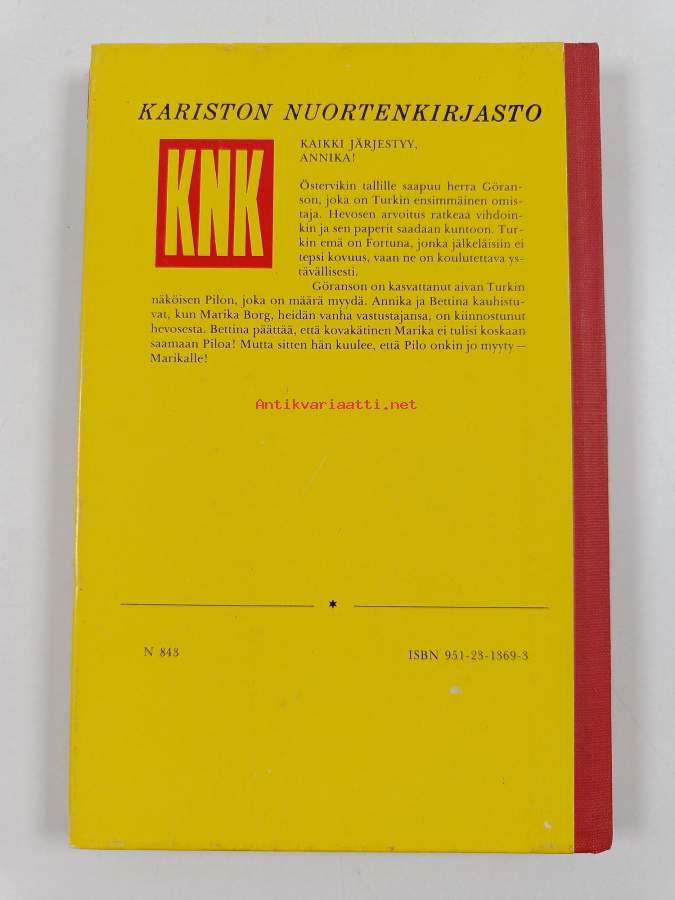 KARISTON NUORTENKIRJASTO
KNK
KAIKKI JÄRJESTYY,
ANNIKA!
Östervikin tallille saapuu herra Göran-
son, joka on Turkin ensimmäinen omis-
taja. Hevosen arvoitus ratkeaa vihdoin-
kin ja sen paperit saadaan kuntoon. Tur-
kin emä on Fortuna, jonka jälkeläisiin ei
tepsi kovuus, vaan ne on koulutettava ys-
tävällisesti.
Göranson on kasvattanut aivan Turkin
näköisen Pilon, joka on määrä myydä. Annika ja Bettina kauhistu-
vat, kun Marika Borg, heidän vanha vastustajansa, on kiinnostunut
hevosesta. Bettina päättää, että kovakätinen Marika ei tulisi koskaan
saamaan Piloa! Mutta sitten hän kuulee, että Pilo onkin jo myyty —
Marikalle!
Antikvariaatti.net
N 843
ISBN 951-23-1369-3